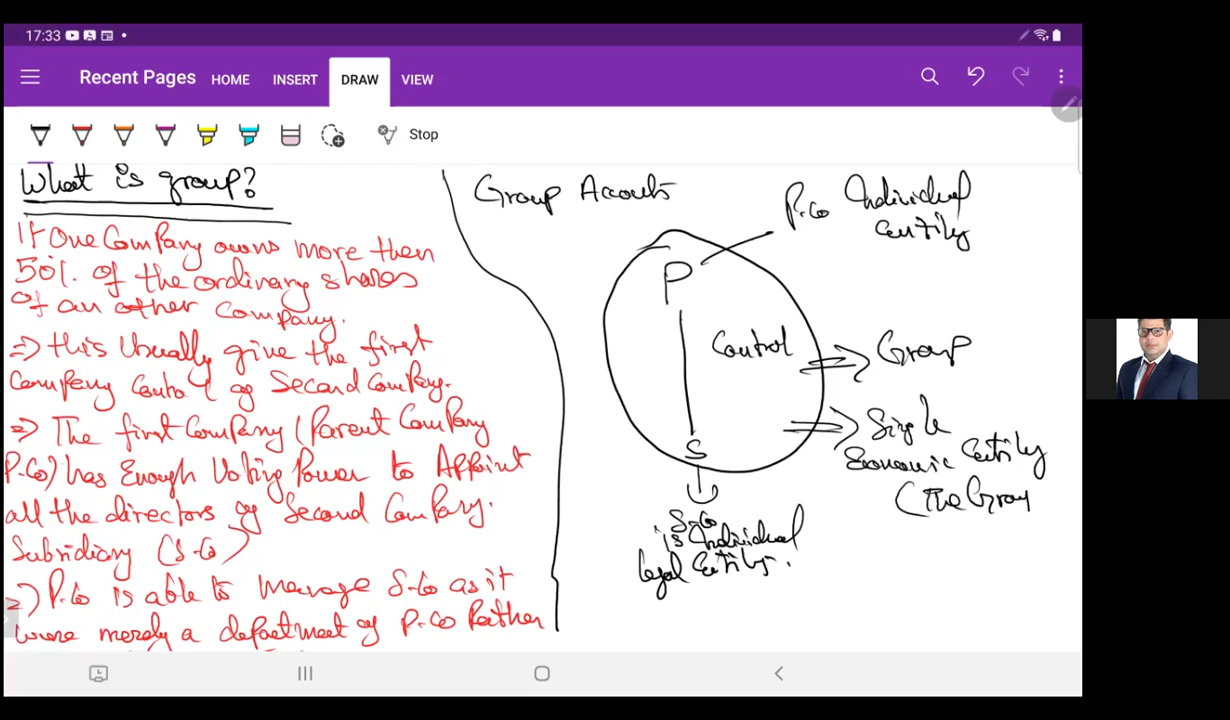 17:33
Recent Pages HOME INSERT DRAW VIEW
Stop
What is group?
If One Company owns more then
50% of the ordinary shares
of an other Company.
=> this Usually give the first
Company Control of Second Company.
=> The first Company (Parent Company
P.Co) has Enough Voting Power to Appoint
all the directors of Second Company.
Subsidiary (S-Co)
=) P.Co is able to manage S-Co as it
were merely a department of P.Co Rather
Group Accounts
P.Co Individual
entity
P
Control
Group
S
Single
Economic entity
(The Group
S-Co
is Individual
legal entity.